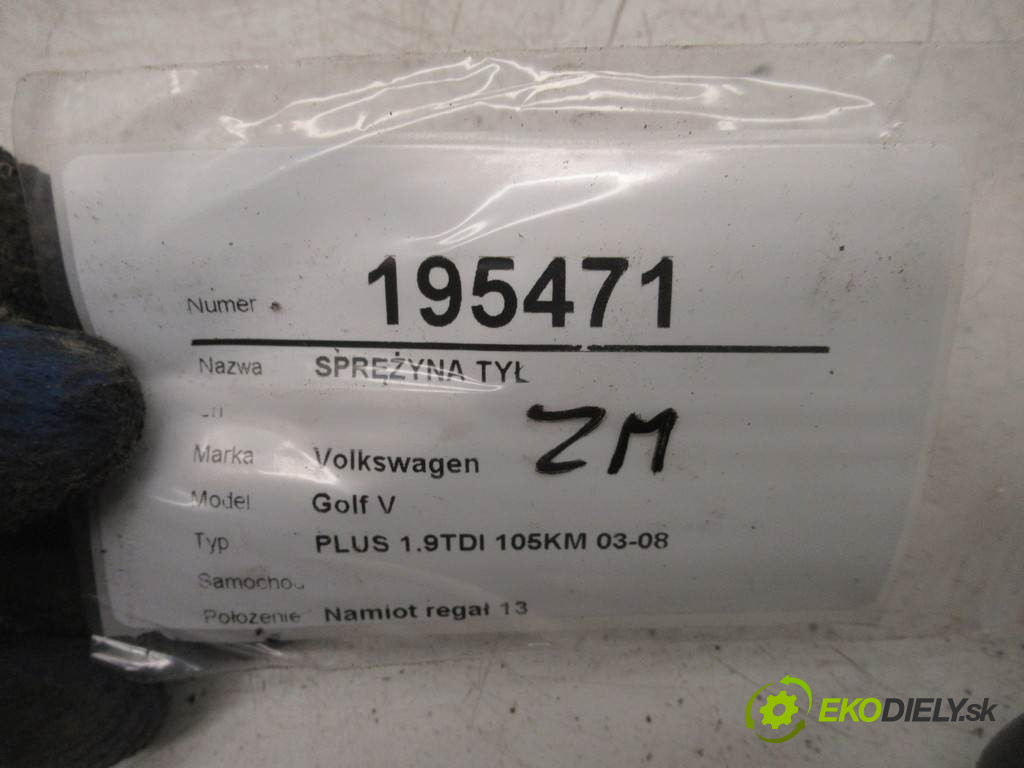 Numer 195471
Nazwa SPRĘŻYNA TYŁ
ZM
Marka Volkswagen
Model Golf V
Typ PLUS 1.9TDI 105KM 03-08
Samochod
Położenie Namiot regał 13
EKODIELY.sk